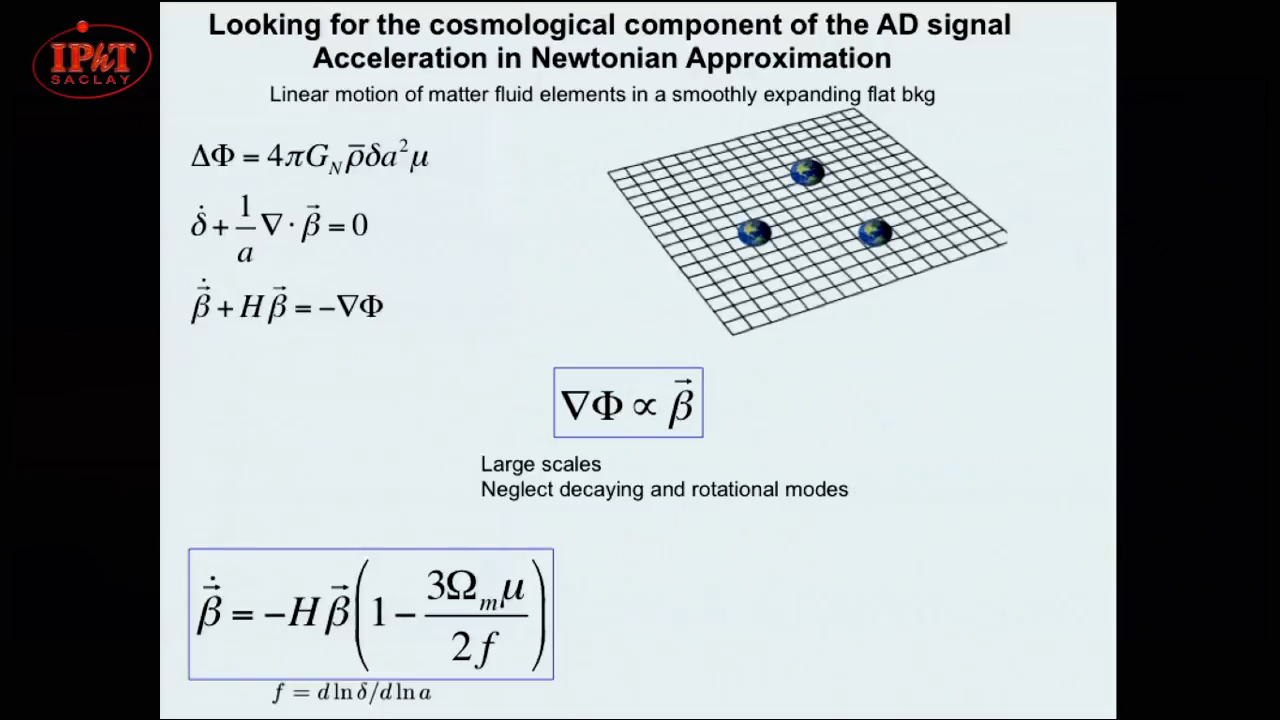 IPhT
SACLAY
Looking for the cosmological component of the AD signal
Acceleration in Newtonian Approximation
Linear motion of matter fluid elements in a smoothly expanding flat bkg
ΔΦ = 4πG_N ρ̄δa²μ
δ̇ + 1/a ∇ · β⃗ = 0
β⃗̇ + Hβ⃗ = −∇Φ
∇Φ ∝ β⃗
Large scales
Neglect decaying and rotational modes
β⃗̇ = −Hβ⃗(1 − 3Ω_mμ / 2f)
f = d ln δ/d ln a